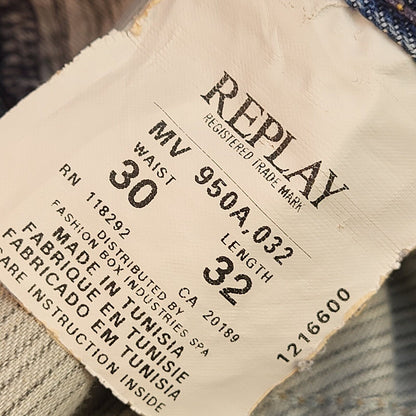 REPLAY
REGISTERED TRADE MARK
MV 950A.032
WAIST LENGTH
30 32
RN 118292 CA 20189
DISTRIBUTED BY
FASHION BOX INDUSTRIES SPA
MADE IN TUNISIA
FABRIQUE EN TUNISIE
FABRICADO EM TUNISIA
CARE INSTRUCTION INSIDE
1216600